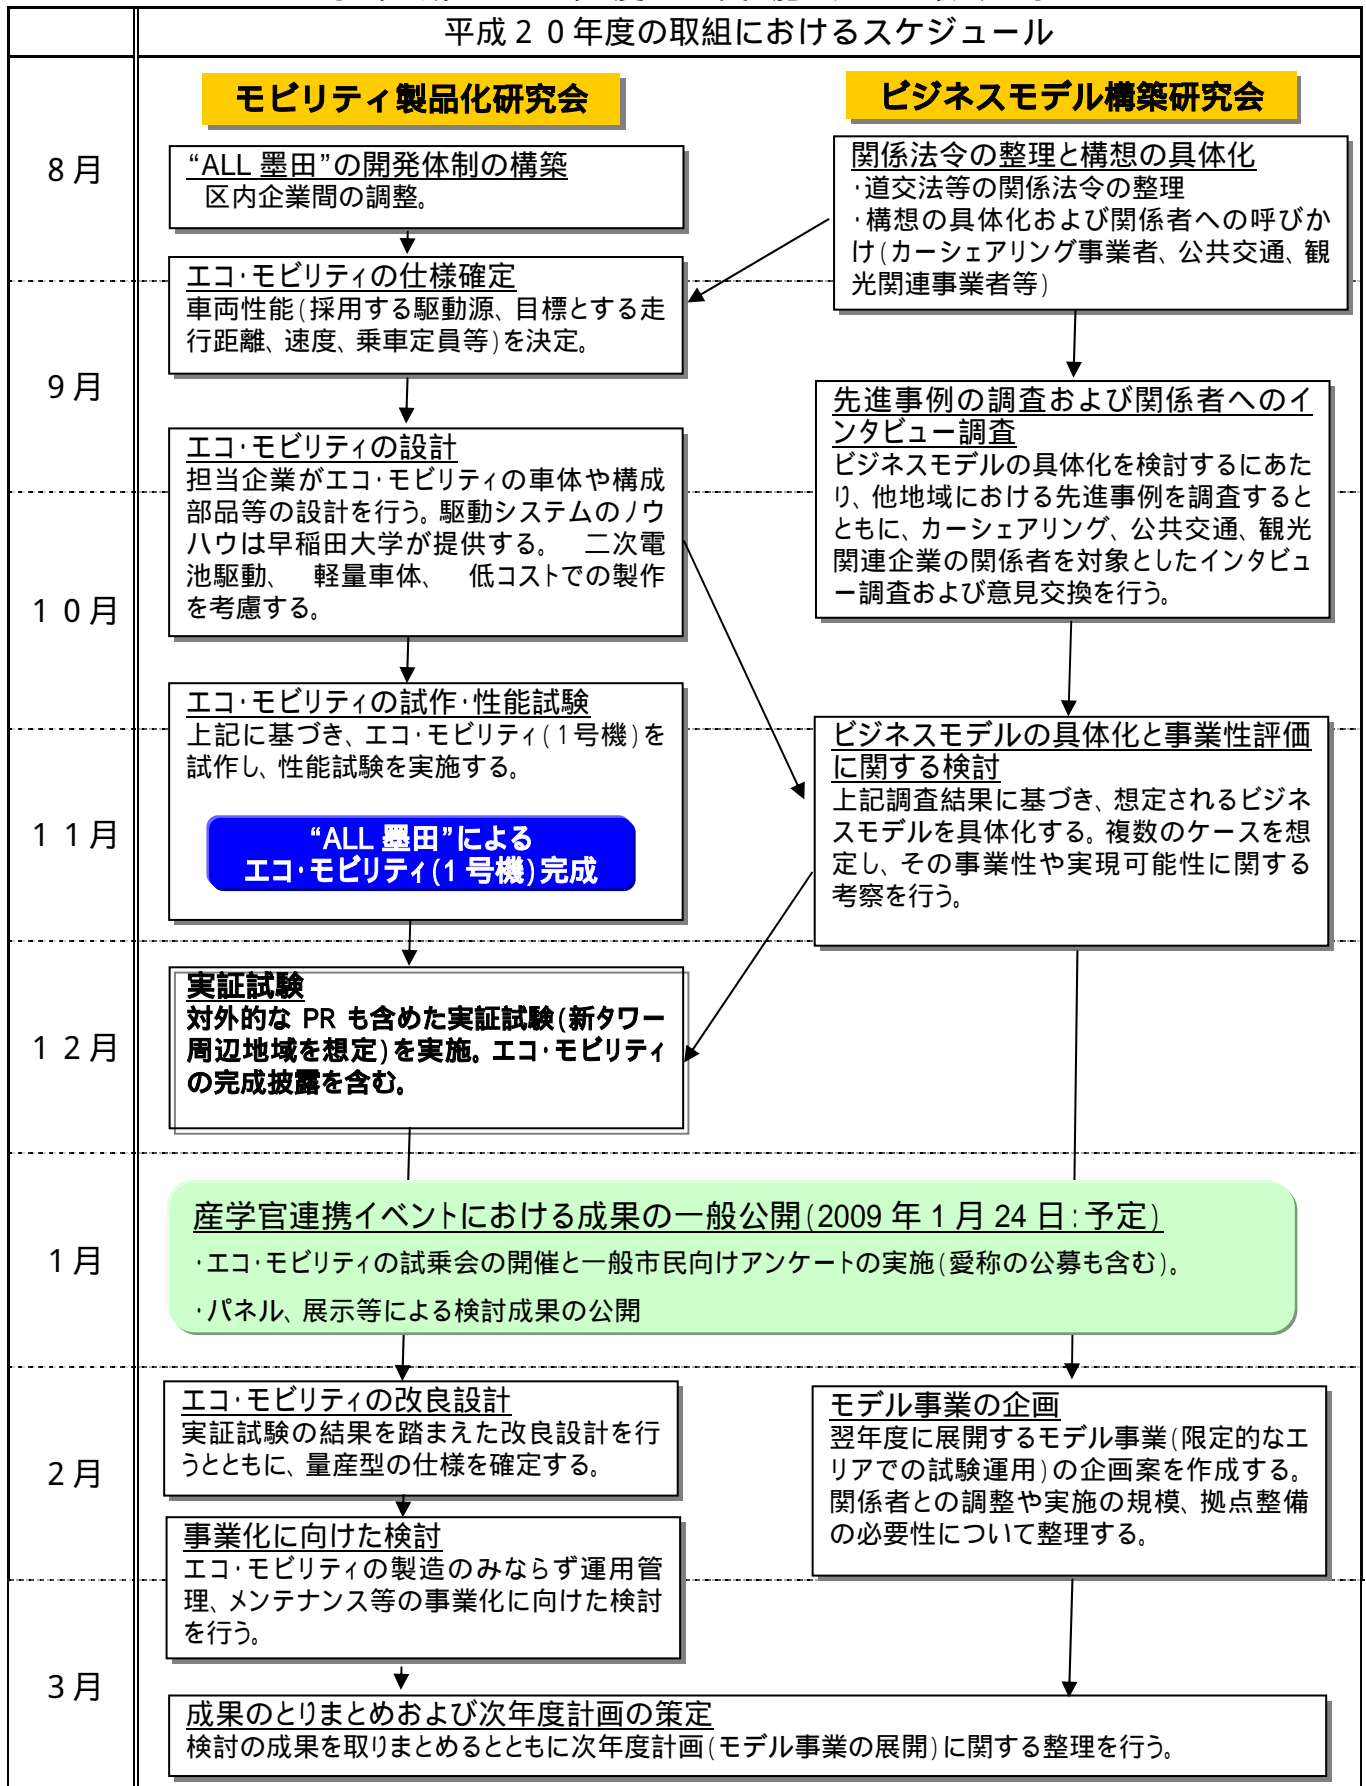 平成２０年度の取組におけるスケジュール
モビリティ製品化研究会
ビジネスモデル構築研究会
8月
“ALL 墨田”の開発体制の構築
区内企業間の調整。
関係法令の整理と構想の具体化
・道交法等の関係法令の整理
・構想の具体化および関係者への呼びか
け(カーシェアリング事業者、公共交通、観
光関連事業者等)
エコ・モビリティの仕様確定
車両性能(採用する駆動源、目標とする走
行距離、速度、乗車定員等)を決定。
9月
先進事例の調査および関係者へのイ
ンタビュー調査
ビジネスモデルの具体化を検討するにあた
り、他地域における先進事例を調査すると
ともに、カーシェアリング、公共交通、観光
関連企業の関係者を対象としたインタビュ
ー調査および意見交換を行う。
エコ・モビリティの設計
担当企業がエコ・モビリティの車体や構成
部品等の設計を行う。駆動システムのノウ
ハウは早稲田大学が提供する。　二次電
池駆動、　軽量車体、　低コストでの製作
を考慮する。
１０月
エコ・モビリティの試作・性能試験
上記に基づき、エコ・モビリティ(1号機)を
試作し、性能試験を実施する。
“ALL 墨田”による
エコ・モビリティ(1 号機)完成
１１月
ビジネスモデルの具体化と事業性評価
に関する検討
上記調査結果に基づき、想定されるビジネ
スモデルを具体化する。複数のケースを想
定し、その事業性や実現可能性に関する
考察を行う。
１２月
実証試験
対外的な PR も含めた実証試験(新タワー
周辺地域を想定)を実施。エコ・モビリティ
の完成披露を含む。
1月
産学官連携イベントにおける成果の一般公開(2009 年 1 月 24 日:予定)
・エコ・モビリティの試乗会の開催と一般市民向けアンケートの実施(愛称の公募も含む)。
・パネル、展示等による検討成果の公開
2月
エコ・モビリティの改良設計
実証試験の結果を踏まえた改良設計を行
うとともに、量産型の仕様を確定する。
モデル事業の企画
翌年度に展開するモデル事業(限定的なエ
リアでの試験運用)の企画案を作成する。
関係者との調整や実施の規模、拠点整備
の必要性について整理する。
事業化に向けた検討
エコ・モビリティの製造のみならず運用管
理、メンテナンス等の事業化に向けた検討
を行う。
3月
成果のとりまとめおよび次年度計画の策定
検討の成果を取りまとめるとともに次年度計画(モデル事業の展開)に関する整理を行う。